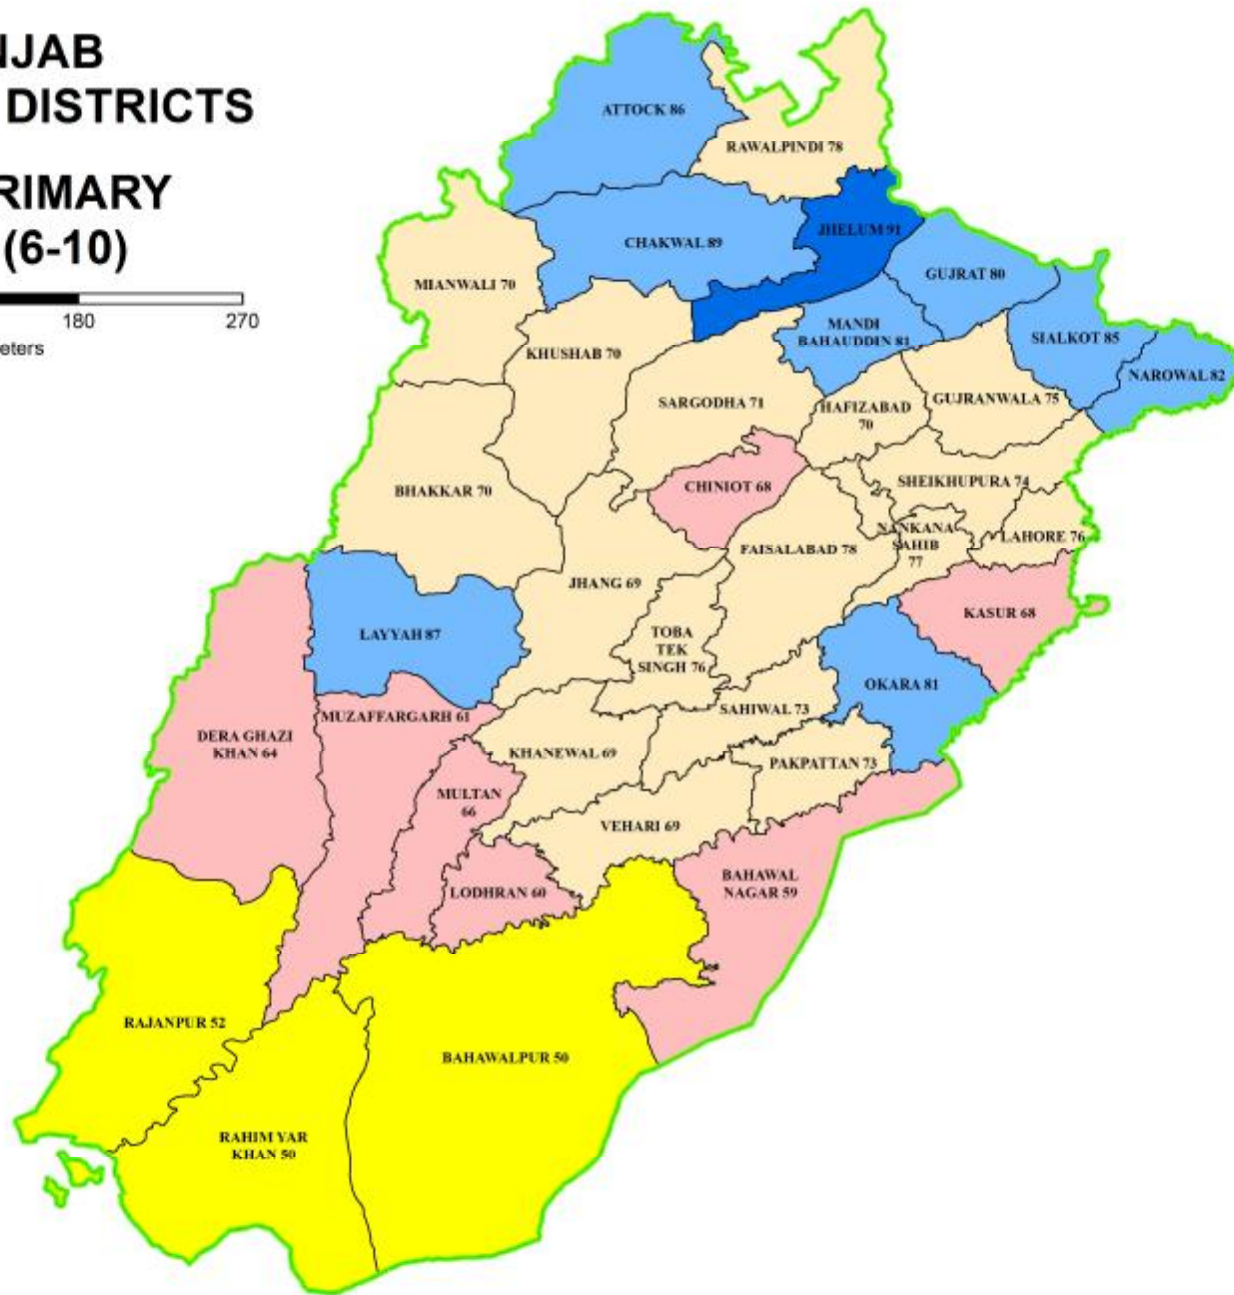 NJAB
DISTRICTS
RIMARY
(6-10)
180
270
eters
ATTOCK 86
RAWALPINDI 78
JHELUM 91
CHAKWAL 89
GUJRAT 80
MIANWALI 70
MANDI
BAHAUDDIN 81
SIALKOT 85
KHUSHAB 70
NAROWAL 82
SARGODHA 71
HAFIZABAD
70
GUJRANWALA 75
BHAKKAR 70
CHINIOT 68
SHEIKHUPURA 74
NANKANA
SAHIB
77
LAHORE 76
FAISALABAD 78
JHANG 69
KASUR 68
LAYYAH 87
TOBA
TEK
SINGH 76
OKARA 81
MUZAFFARGARH 61
SAHIWAL 73
DERA GHAZI
KHAN 64
KHANEWAL 69
PAKPATTAN 73
MULTAN
66
VEHARI 69
LODHRAN 60
BAHAWAL
NAGAR 59
RAJANPUR 52
BAHAWALPUR 50
RAHIM YAR
KHAN 50